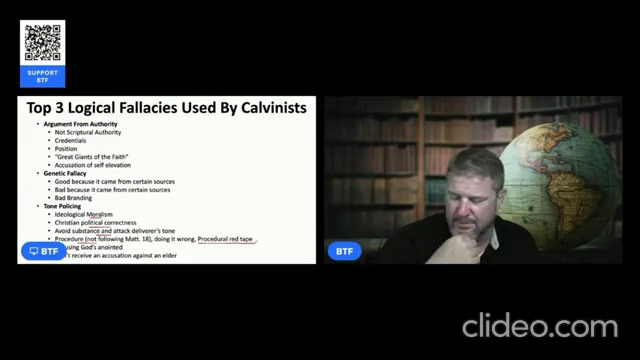 SUPPORT
BTF
Top 3 Logical Fallacies Used By Calvinists
• Argument From Authority
• Not Scriptural Authority
• Credentials
• Position
• "Great Giants of the Faith"
• Accusation of self elevation
• Genetic Fallacy
• Good because it came from certain sources
• Bad because it came from certain sources
• Bad Branding
• Tone Policing
• Ideological Moralism
• Christian political correctness
• Avoid substance and attack deliverer's tone
• Procedure (not following Matt. 18), doing it wrong, Procedural red tape
God's anointed
receive an accusation against an elder
BTF
BTF
clideo.com